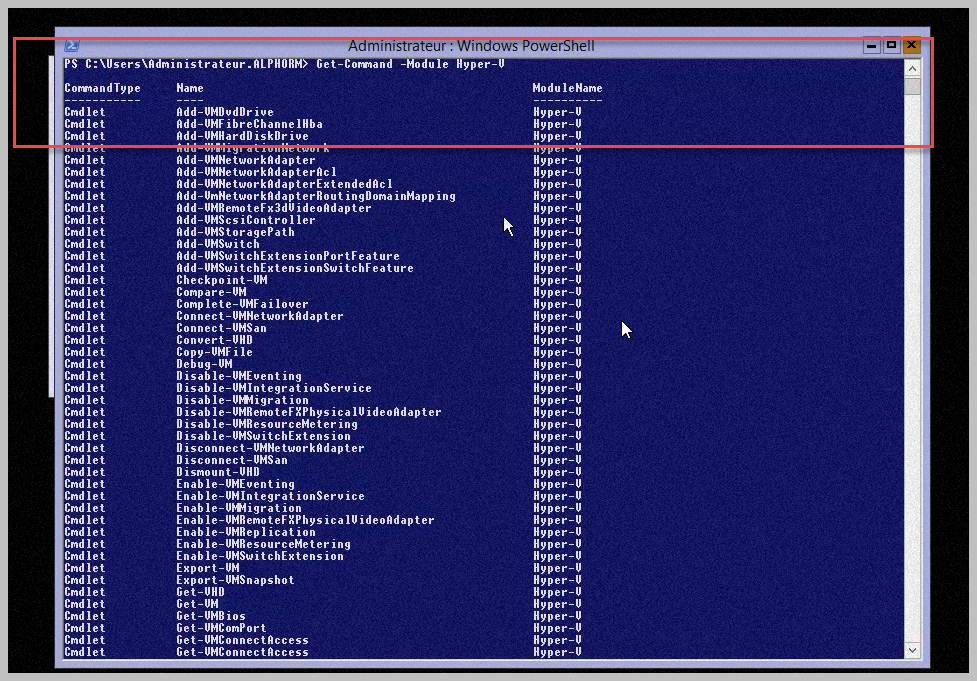 Administrateur : Windows PowerShell
PS C:\Users\Administrateur.ALPHORM> Get-Command -Module Hyper-V
CommandType Name ModuleName
----------- ---- ----------
Cmdlet Add-VMDvdDrive Hyper-V
Cmdlet Add-VMFibreChannelHba Hyper-V
Cmdlet Add-VMHardDiskDrive Hyper-V
Cmdlet Add-VMMigrationNetwork Hyper-V
Cmdlet Add-VMNetworkAdapter Hyper-V
Cmdlet Add-VMNetworkAdapterAcl Hyper-V
Cmdlet Add-VMNetworkAdapterExtendedAcl Hyper-V
Cmdlet Add-VmNetworkAdapterRoutingDomainMapping Hyper-V
Cmdlet Add-VMRemoteFx3dVideoAdapter Hyper-V
Cmdlet Add-VMScsiController Hyper-V
Cmdlet Add-VMStoragePath Hyper-V
Cmdlet Add-VMSwitch Hyper-V
Cmdlet Add-VMSwitchExtensionPortFeature Hyper-V
Cmdlet Add-VMSwitchExtensionSwitchFeature Hyper-V
Cmdlet Checkpoint-VM Hyper-V
Cmdlet Compare-VM Hyper-V
Cmdlet Complete-VMFailover Hyper-V
Cmdlet Connect-VMNetworkAdapter Hyper-V
Cmdlet Connect-VMSan Hyper-V
Cmdlet Convert-VHD Hyper-V
Cmdlet Copy-VMFile Hyper-V
Cmdlet Debug-VM Hyper-V
Cmdlet Disable-VMEventing Hyper-V
Cmdlet Disable-VMIntegrationService Hyper-V
Cmdlet Disable-VMMigration Hyper-V
Cmdlet Disable-VMRemoteFXPhysicalVideoAdapter Hyper-V
Cmdlet Disable-VMResourceMetering Hyper-V
Cmdlet Disable-VMSwitchExtension Hyper-V
Cmdlet Disconnect-VMNetworkAdapter Hyper-V
Cmdlet Disconnect-VMSan Hyper-V
Cmdlet Dismount-VHD Hyper-V
Cmdlet Enable-VMEventing Hyper-V
Cmdlet Enable-VMIntegrationService Hyper-V
Cmdlet Enable-VMMigration Hyper-V
Cmdlet Enable-VMRemoteFXPhysicalVideoAdapter Hyper-V
Cmdlet Enable-VMReplication Hyper-V
Cmdlet Enable-VMResourceMetering Hyper-V
Cmdlet Enable-VMSwitchExtension Hyper-V
Cmdlet Export-VM Hyper-V
Cmdlet Export-VMSnapshot Hyper-V
Cmdlet Get-VHD Hyper-V
Cmdlet Get-VM Hyper-V
Cmdlet Get-VMBios Hyper-V
Cmdlet Get-VMComPort Hyper-V
Cmdlet Get-VMConnectAccess Hyper-V
Cmdlet Get-VMConnectAccess Hyper-V